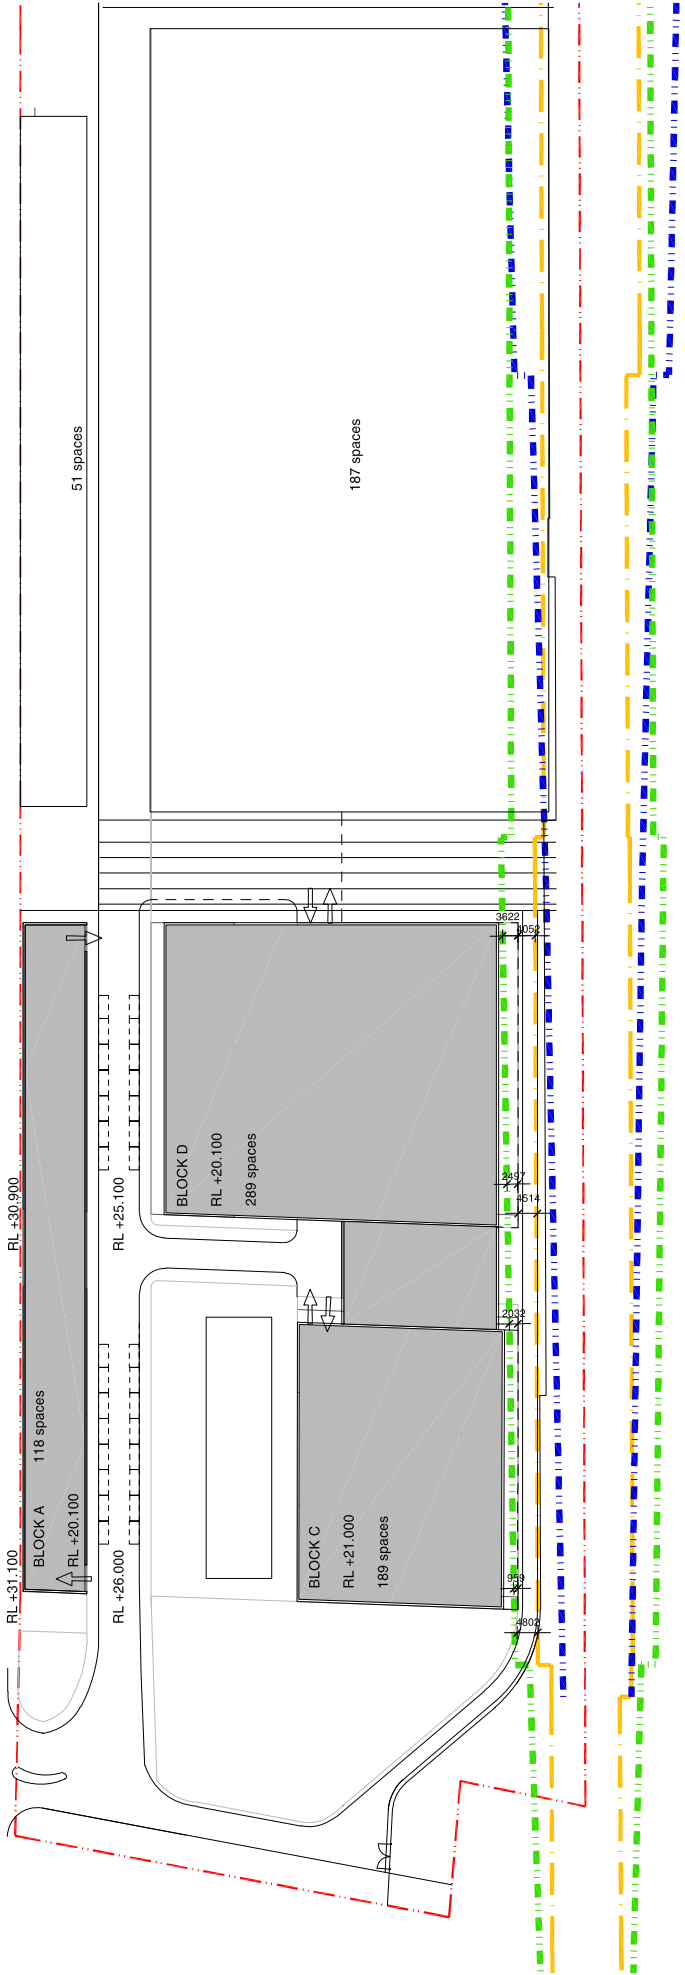 51 spaces
187 spaces
3622
4052
RL +30.900
RL +25.100
BLOCK D
RL +20.100
289 spaces
2497
4514
2032
118 spaces
BLOCK A
RL +20.100
RL +31.100
RL +26.000
BLOCK C
RL +21.000
189 spaces
959
4802